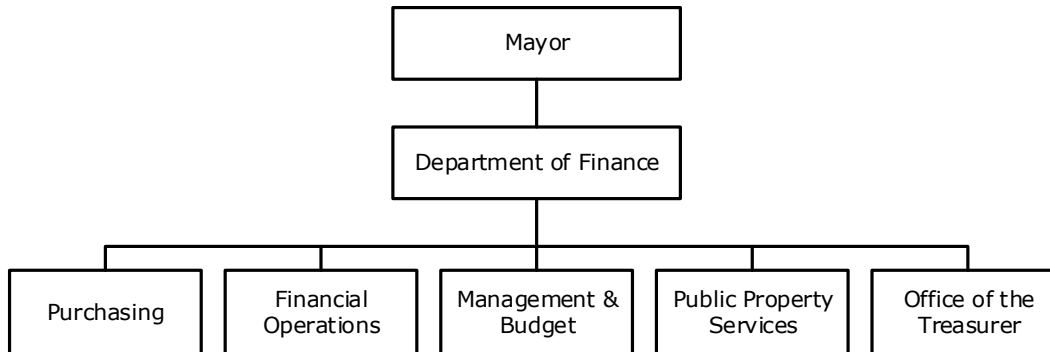 Mayor
Department of Finance
Purchasing
Financial
Operations
Management &
Budget
Public Property
Services
Office of the
Treasurer